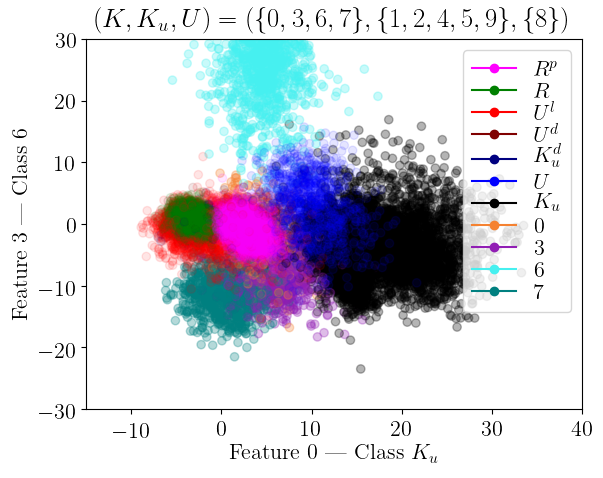 (K, K_u, U) = ({0, 3, 6, 7}, {1, 2, 4, 5, 9}, {8})
Feature 3 — Class 6
30
20
10
0
−10
−20
−30
−10
0
10
20
30
40
Feature 0 — Class K_u
R^p
R
U^l
U^d
K_u^d
U
K_u
0
3
6
7